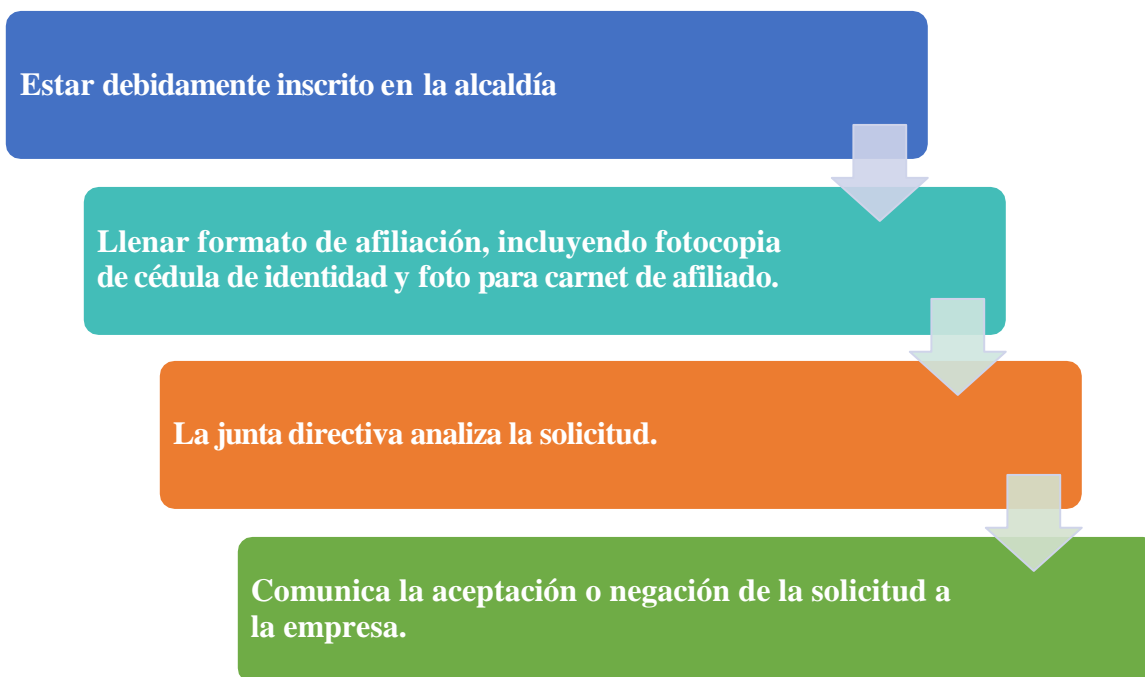 Estar debidamente inscrito en la alcaldía
Llenar formato de afiliación, incluyendo fotocopia
de cédula de identidad y foto para carnet de afiliado.
La junta directiva analiza la solicitud.
Comunica la aceptación o negación de la solicitud a
la empresa.